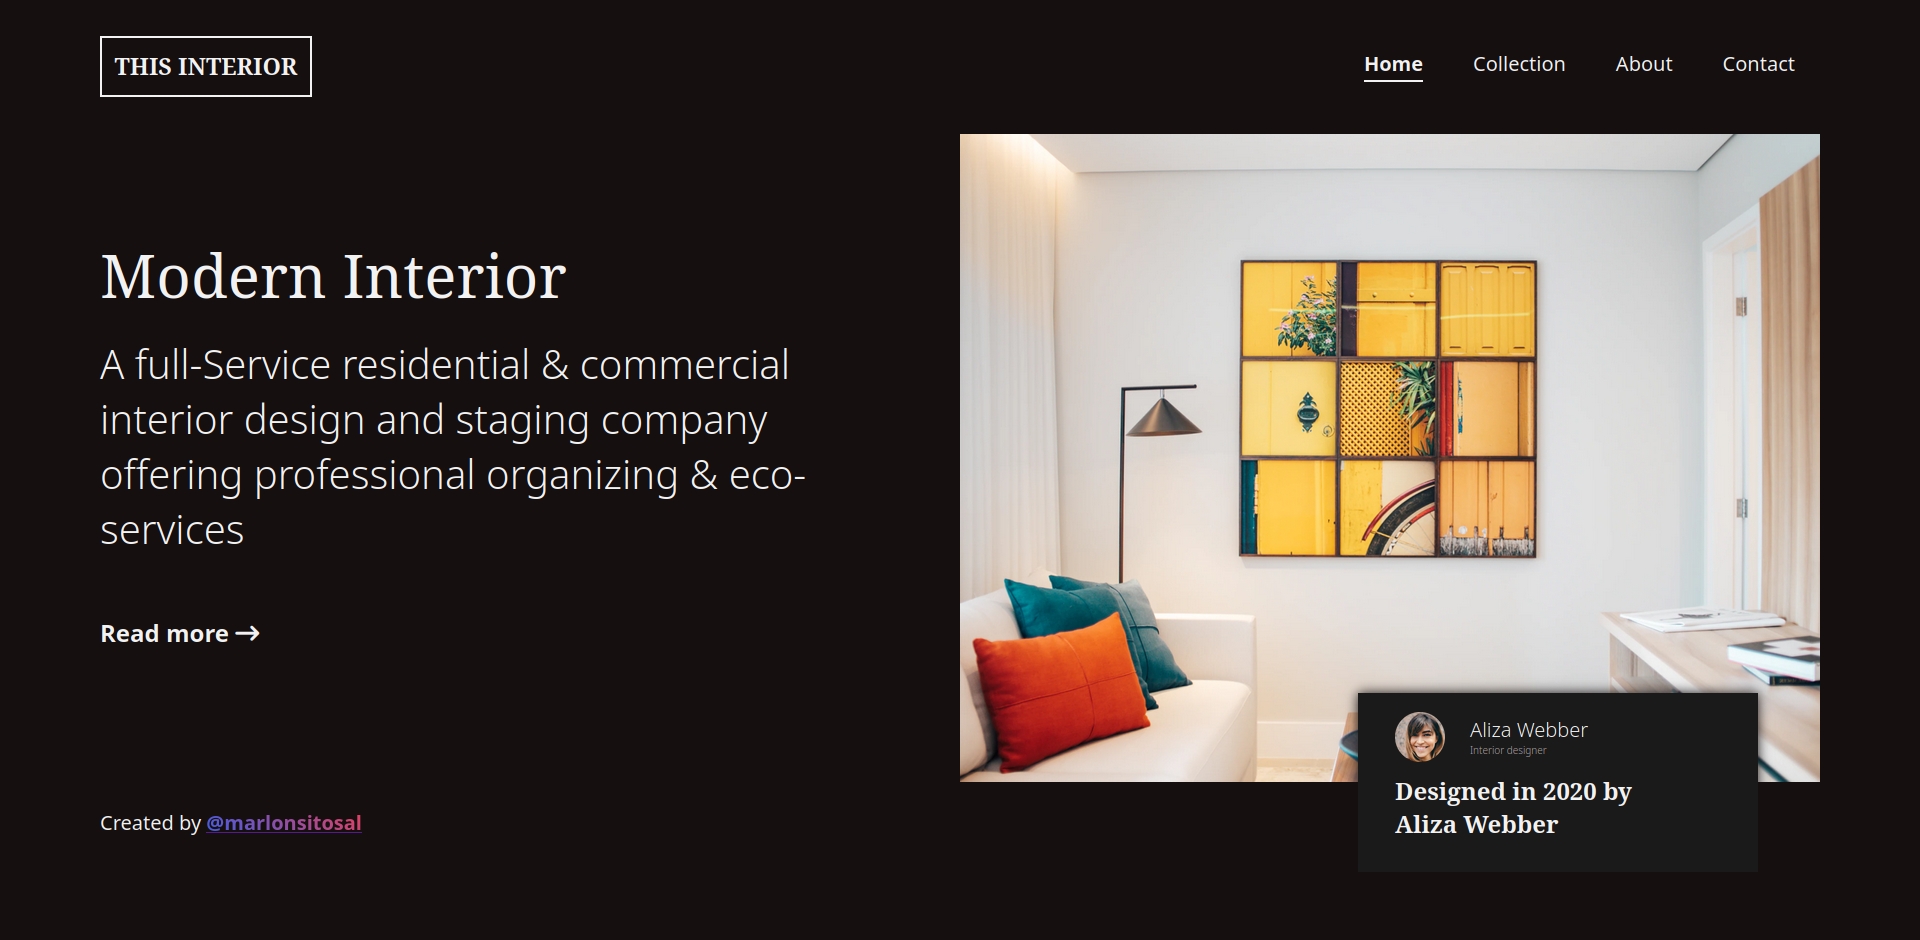 THIS INTERIOR
Home Collection About Contact
Modern Interior
A full-Service residential & commercial
interior design and staging company
offering professional organizing & eco-
services
Read more →
Created by @marlonsitosal
Aliza Webber
Interior designer
Designed in 2020 by
Aliza Webber